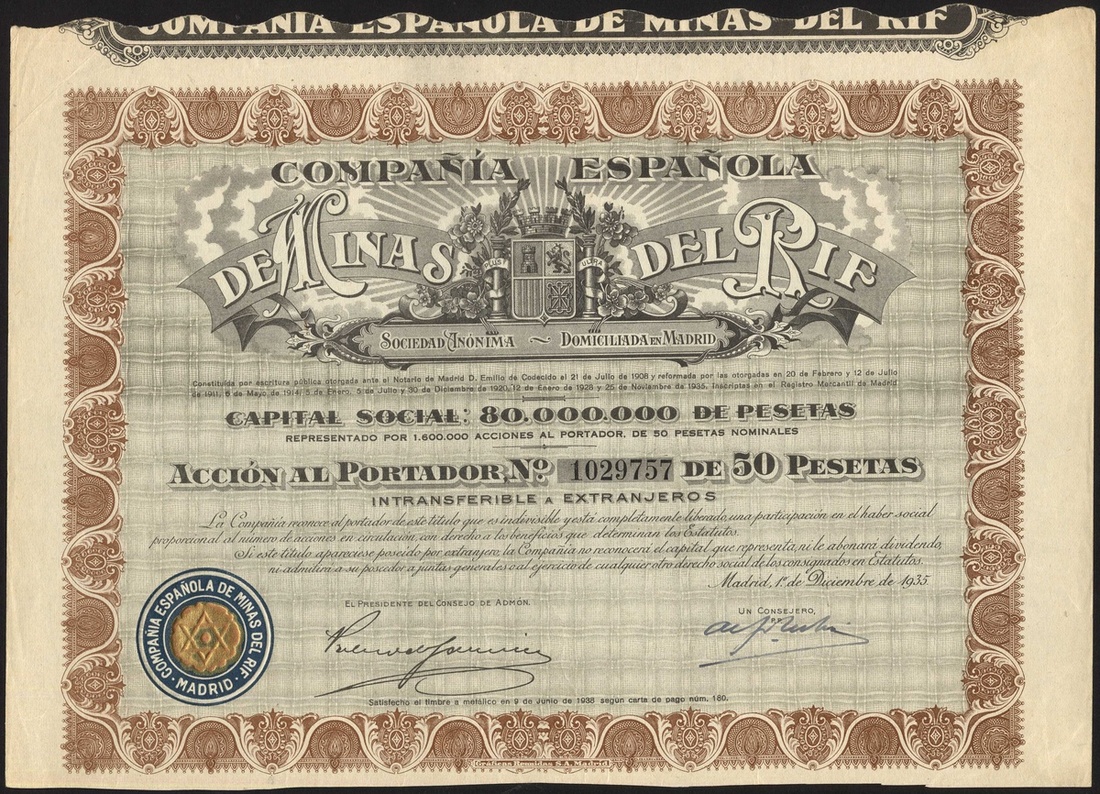 COMPAÑIA ESPAÑOLA DE MINAS DEL RIF
COMPAÑÍA ESPAÑOLA
DE MINAS DEL RIF
PLUS ULTRA
SOCIEDAD ANÓNIMA ~ DOMICILIADA EN MADRID
Constituída por escritura pública otorgada ante el Notario de Madrid D. Emilio de Codecido el 21 de Julio de 1908 y reformada por las otorgadas en 20 de Febrero y 12 de Julio
de 1911, 6 de Mayo de 1914, 5 de Enero, 5 de Julio y 30 de Diciembre de 1920, 12 de Enero de 1928 y 25 de Noviembre de 1935. Inscriptas en el Registro Mercantil de Madrid
CAPITAL SOCIAL: 80.000.000 DE PESETAS
REPRESENTADO POR 1.600.000 ACCIONES AL PORTADOR, DE 50 PESETAS NOMINALES
ACCIÓN AL PORTADOR, Nº 1029757 DE 50 PESETAS
INTRANSFERIBLE A EXTRANJEROS
La Compañía reconoce al portador de este título que es indivisible y está completamente liberado, una participación en el haber social
proporcional al número de acciones en circulación, con derecho a los beneficios que determinan los Estatutos.
Si este título apareciese poseido por extranjero, la Compañía no reconocerá el capital que representa, ni le abonará dividendo,
ni admitirá a su poseedor a juntas generales o al ejercicio de cualquier otro derecho social de los consignados en Estatutos.
Madrid, 1º de Diciembre de 1935
EL PRESIDENTE DEL CONSEJO DE ADMÓN.
UN CONSEJERO,
COMPAÑIA ESPAÑOLA DE MINAS DEL RIF
· MADRID ·
Satisfecho el timbre a metálico en 9 de Junio de 1938 según carta de pago núm. 160.
Gráficas Reunidas S.A. Madrid